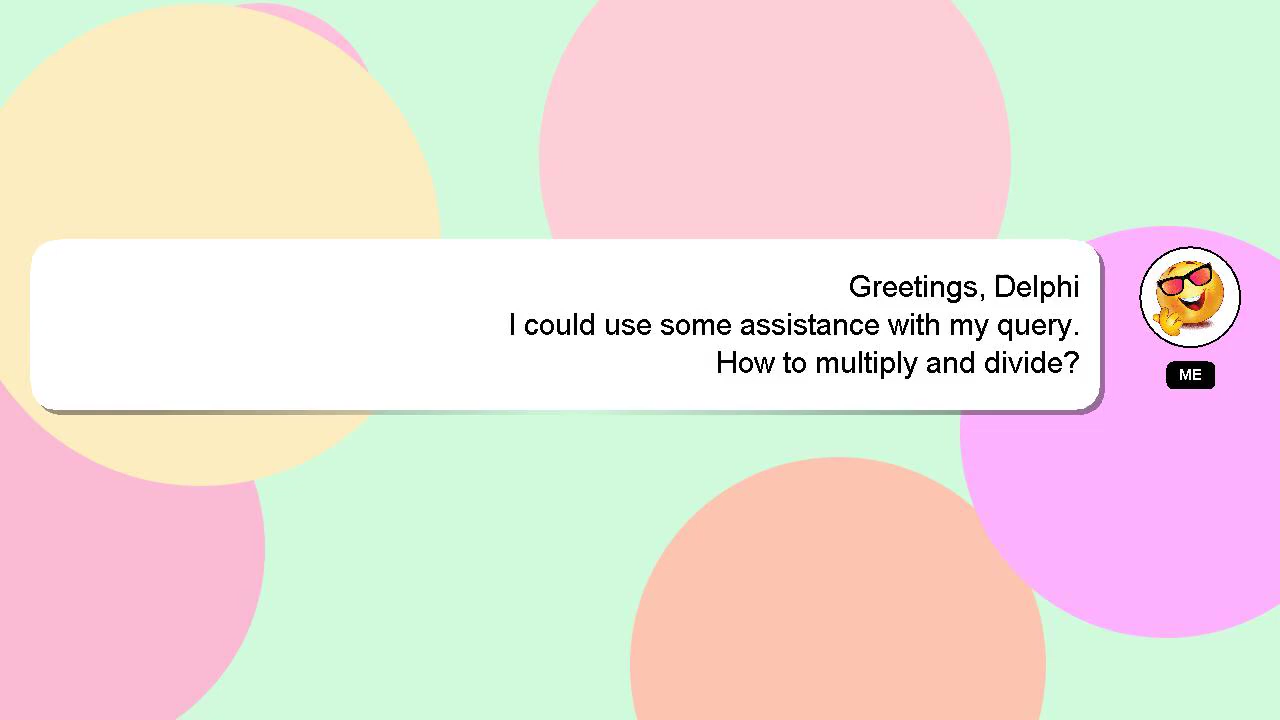 Greetings, Delphi
I could use some assistance with my query.
How to multiply and divide?
ME